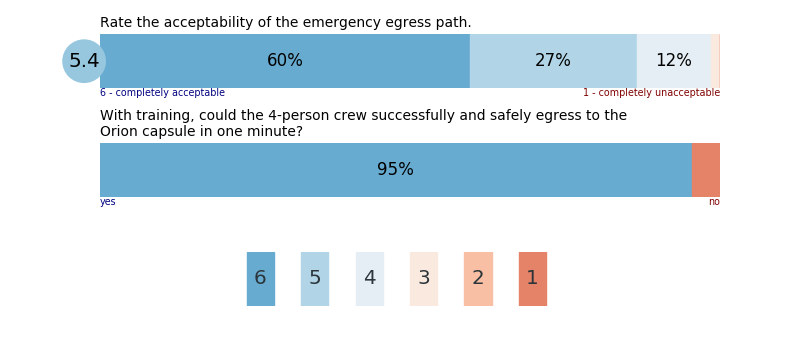 Rate the acceptability of the emergency egress path.
5.4 60% 27% 12%
6 - completely acceptable 1 - completely unacceptable
With training, could the 4-person crew successfully and safely egress to the
Orion capsule in one minute?
95%
yes no
6 5 4 3 2 1